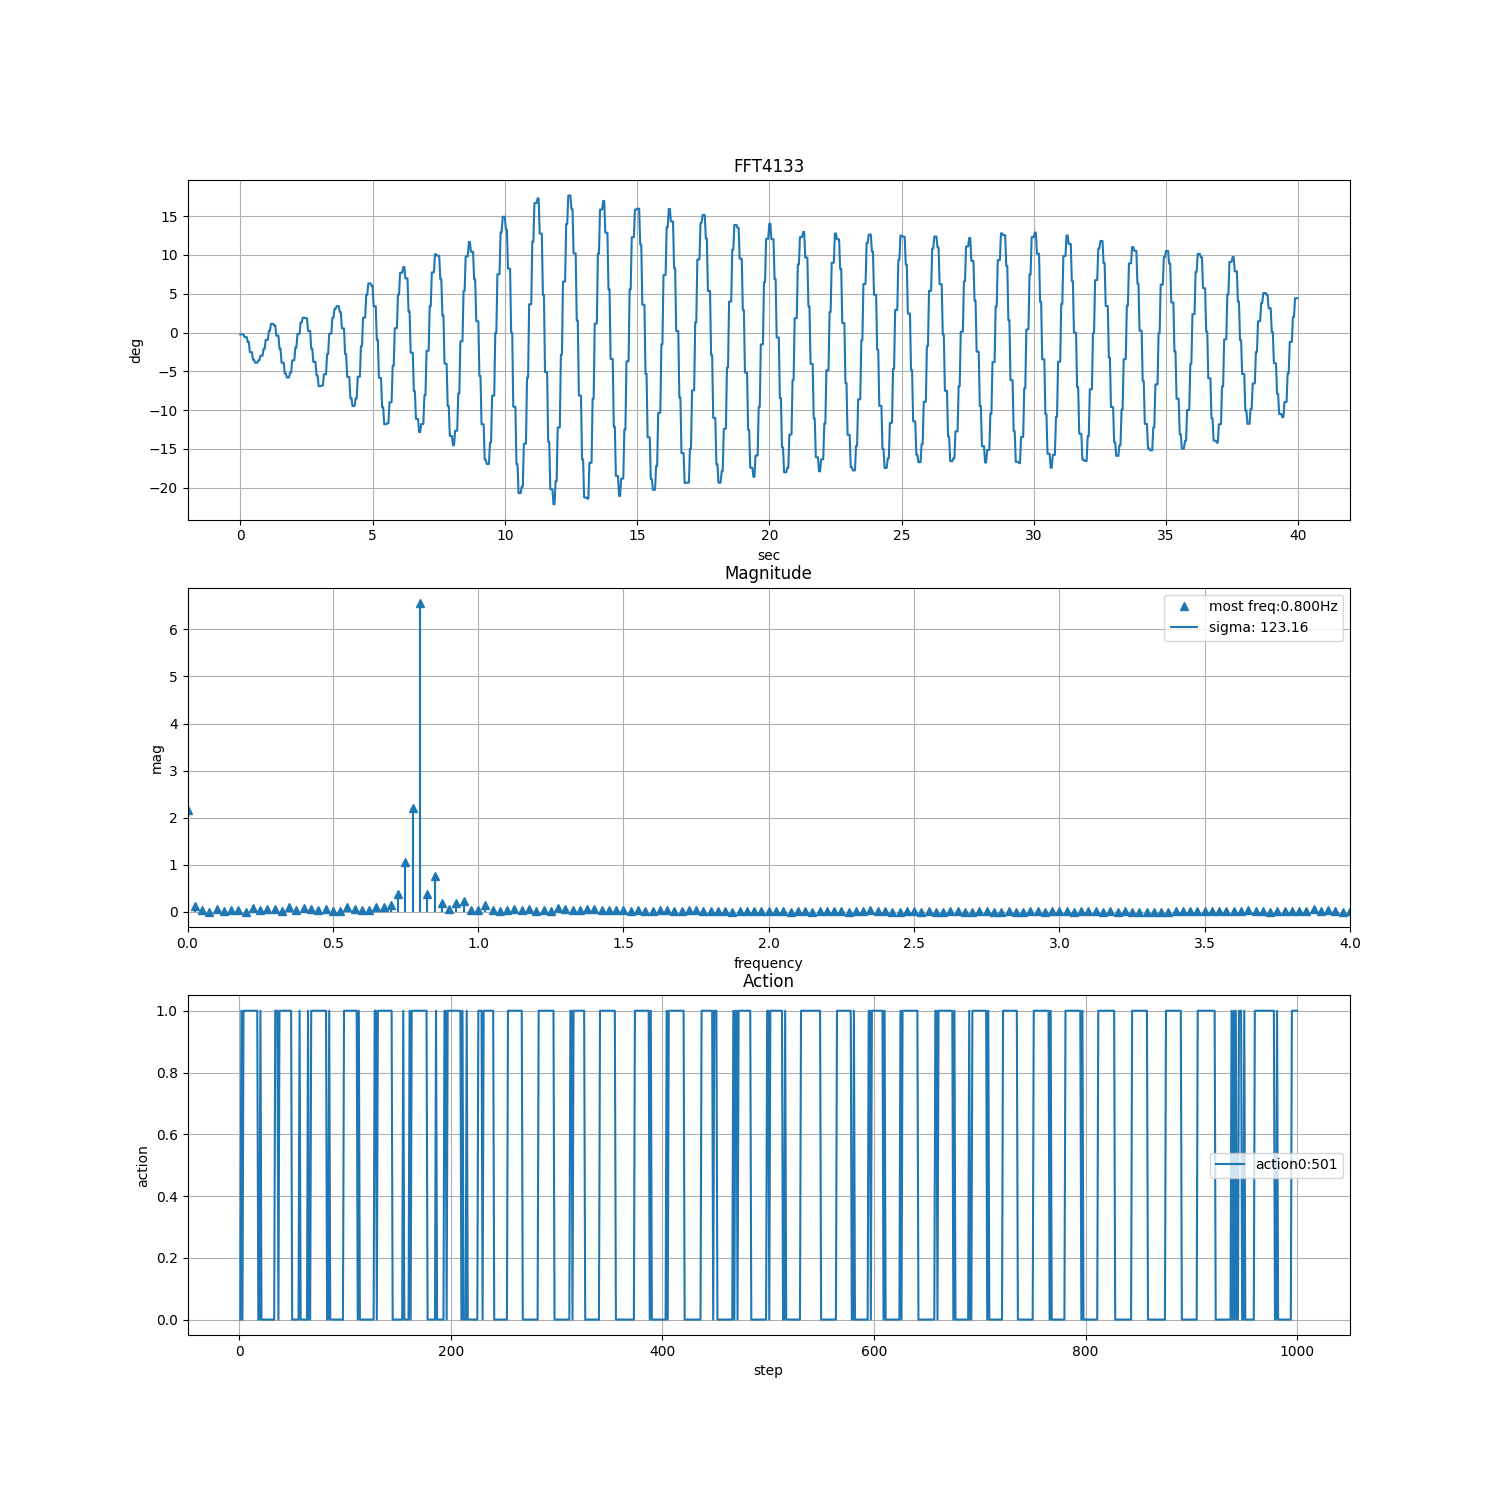 FFT4133
15
10
5
0
−5
−10
−15
−20
deg
0 5 10 15 20 25 30 35 40
sec
Magnitude
most freq:0.800Hz
sigma: 123.16
6
5
4
3
2
1
0
mag
0.0 0.5 1.0 1.5 2.0 2.5 3.0 3.5 4.0
frequency
Action
1.0
0.8
0.6
0.4
0.2
0.0
action
action0:501
0 200 400 600 800 1000
step